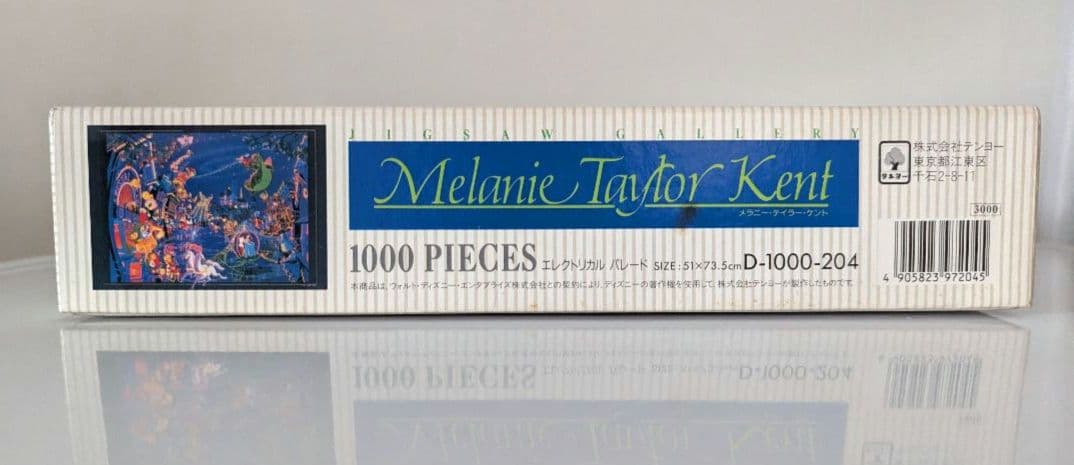 JIGSAW GALLERY
Melanie Taylor Kent
メラニー・テイラー・ケント
1000 PIECES エレクトリカル パレード SIZE : 51×73.5cm D-1000-204
本商品は、ウォルト・ディズニー・エンタプライズ株式会社との契約により、ディズニーの著作権を使用して、株式会社テンヨーが製作したものです。
テンヨー
株式会社テンヨー
東京都江東区
千石2-8-11
3000
4 905823 972045